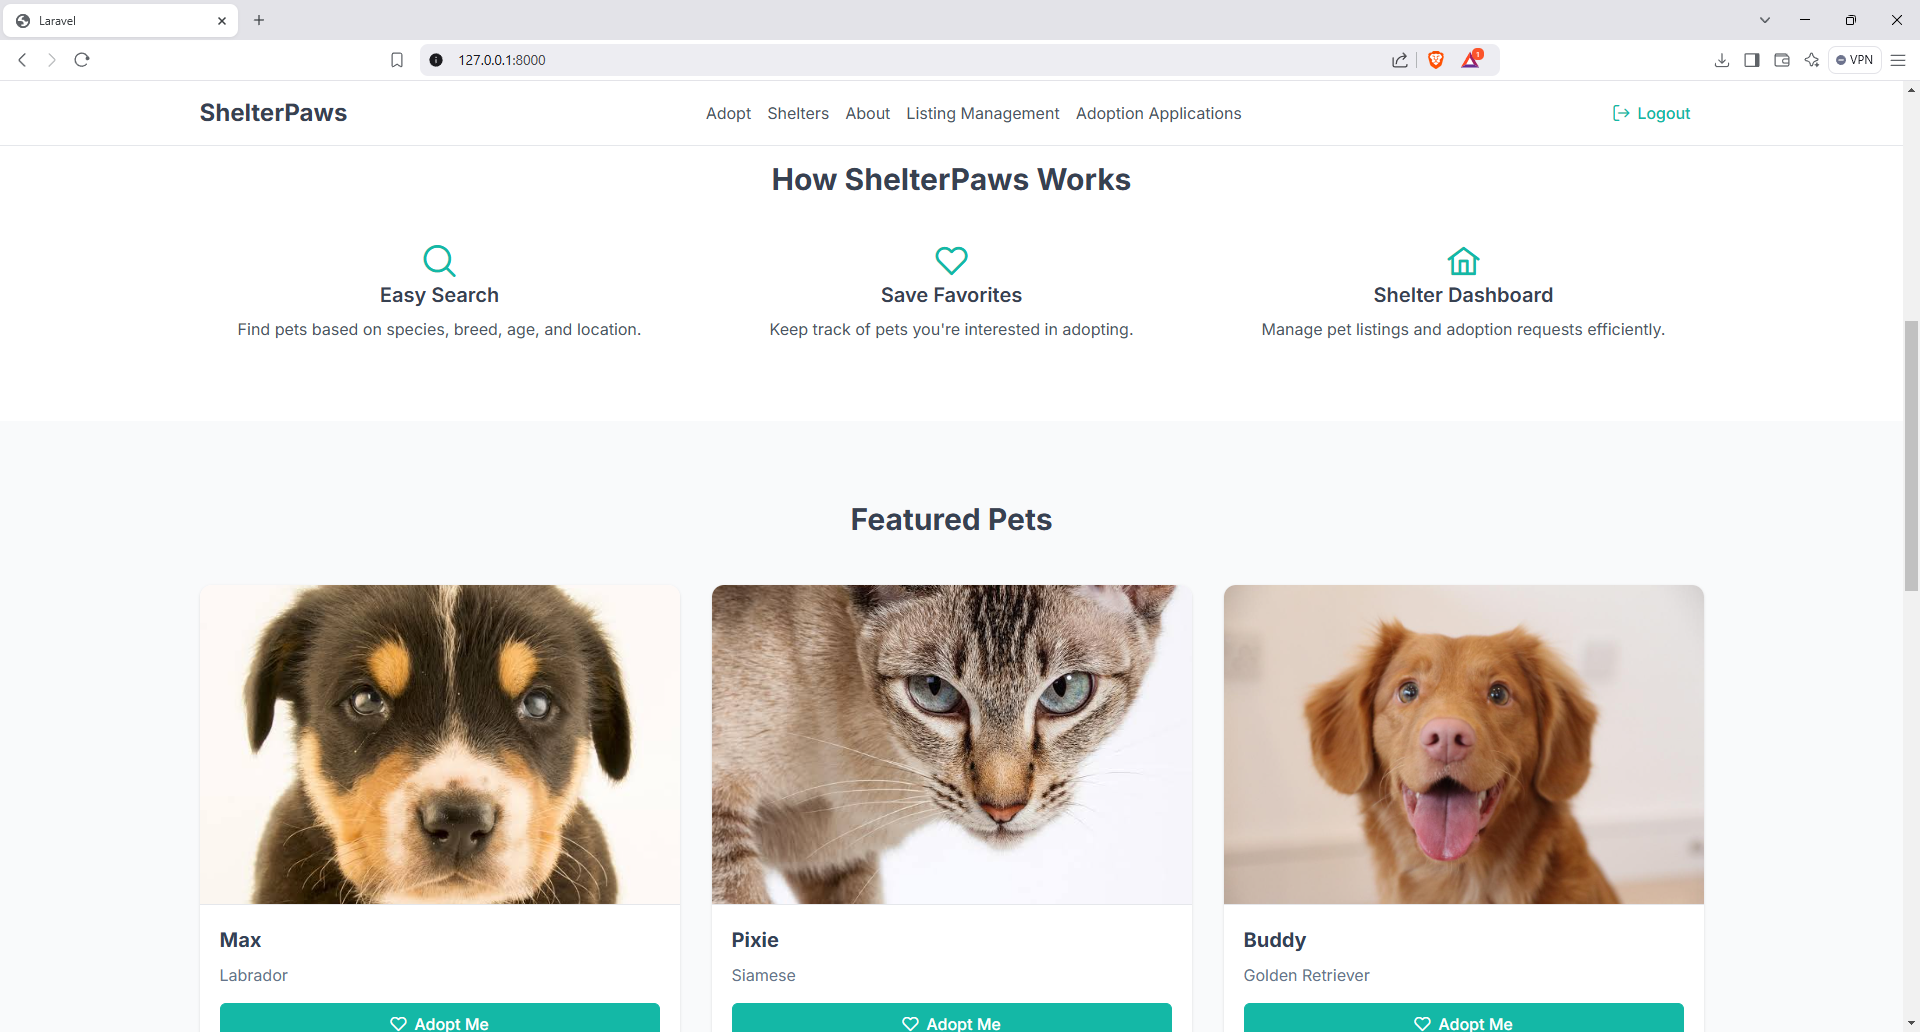 Laravel
127.0.0.1:8000
1
VPN
ShelterPaws
Adopt Shelters About Listing Management Adoption Applications
Logout
How ShelterPaws Works
Easy Search
Find pets based on species, breed, age, and location.
Save Favorites
Keep track of pets you're interested in adopting.
Shelter Dashboard
Manage pet listings and adoption requests efficiently.
Featured Pets
Max
Labrador
Adopt Me
Pixie
Siamese
Adopt Me
Buddy
Golden Retriever
Adopt Me